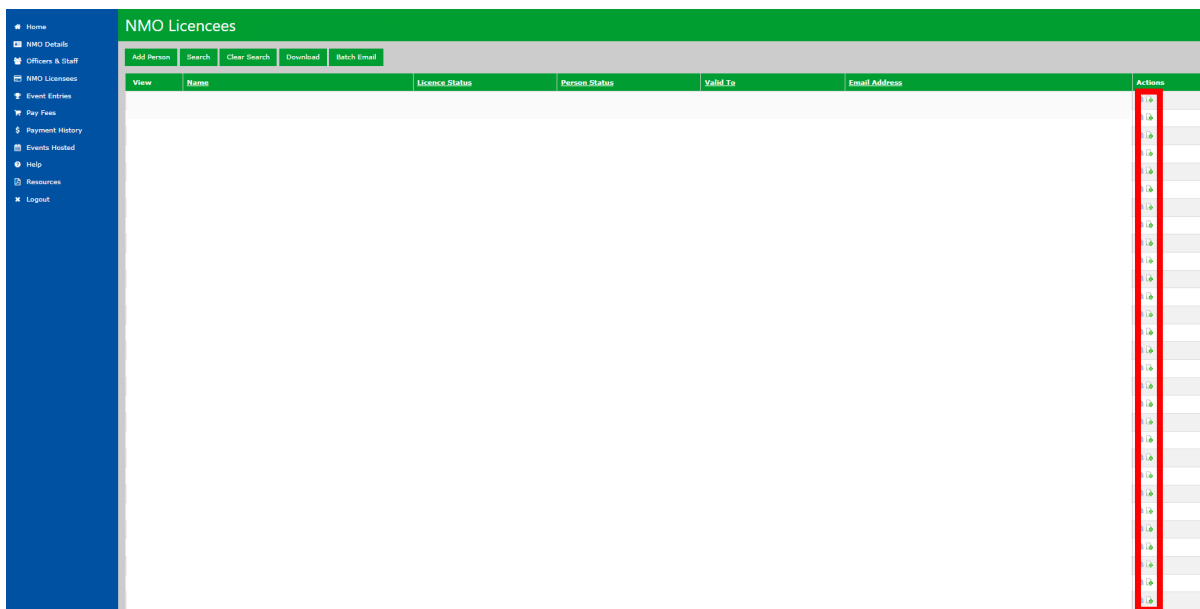 Home
NMO Details
Officers & Staff
NMO Licensees
Event Entries
Pay Fees
Payment History
Events Hosted
Help
Resources
Logout
NMO Licencees
Add Person Search Clear Search Download Batch Email
View Name Licence Status Person Status Valid To Email Address Actions